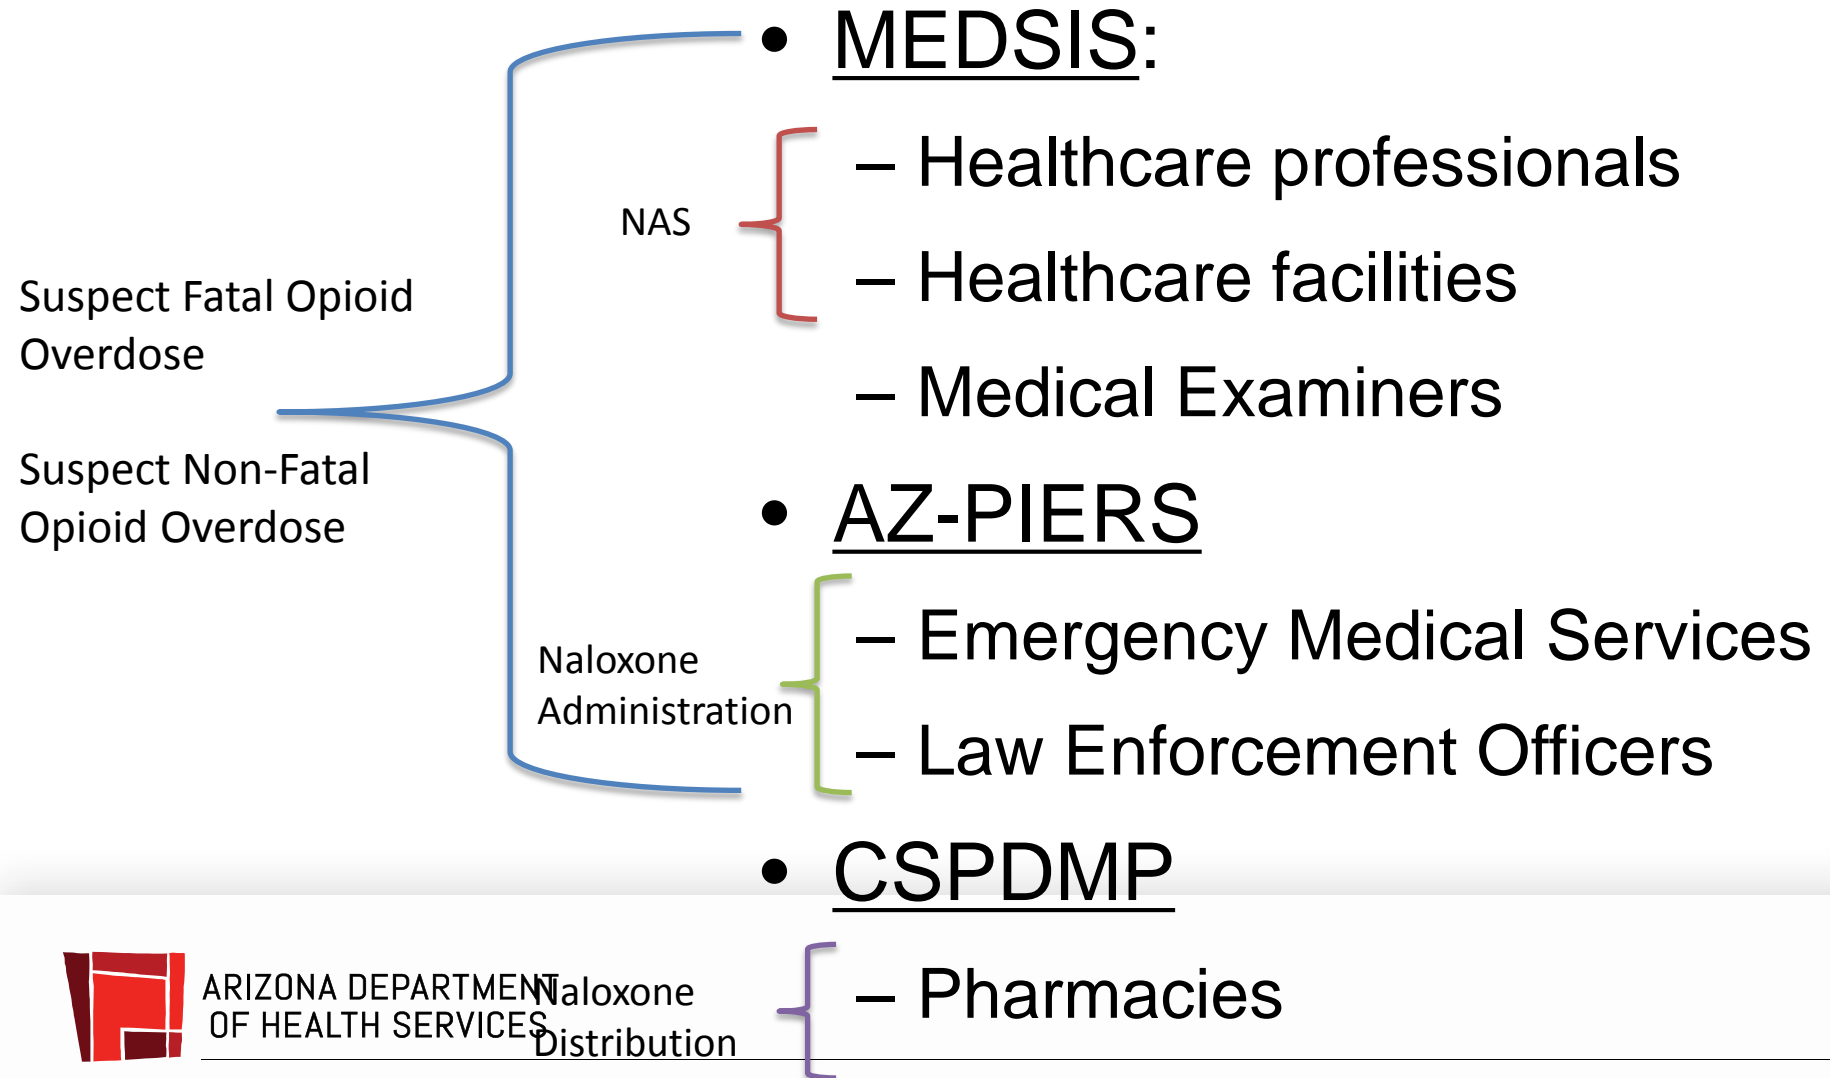 • MEDSIS:
– Healthcare professionals
NAS
– Healthcare facilities
Suspect Fatal Opioid
Overdose
– Medical Examiners
Suspect Non-Fatal
Opioid Overdose
• AZ-PIERS
– Emergency Medical Services
Naloxone
Administration
– Law Enforcement Officers
• CSPDMP
– Pharmacies
Naloxone
Distribution
ARIZONA DEPARTMENT
OF HEALTH SERVICES